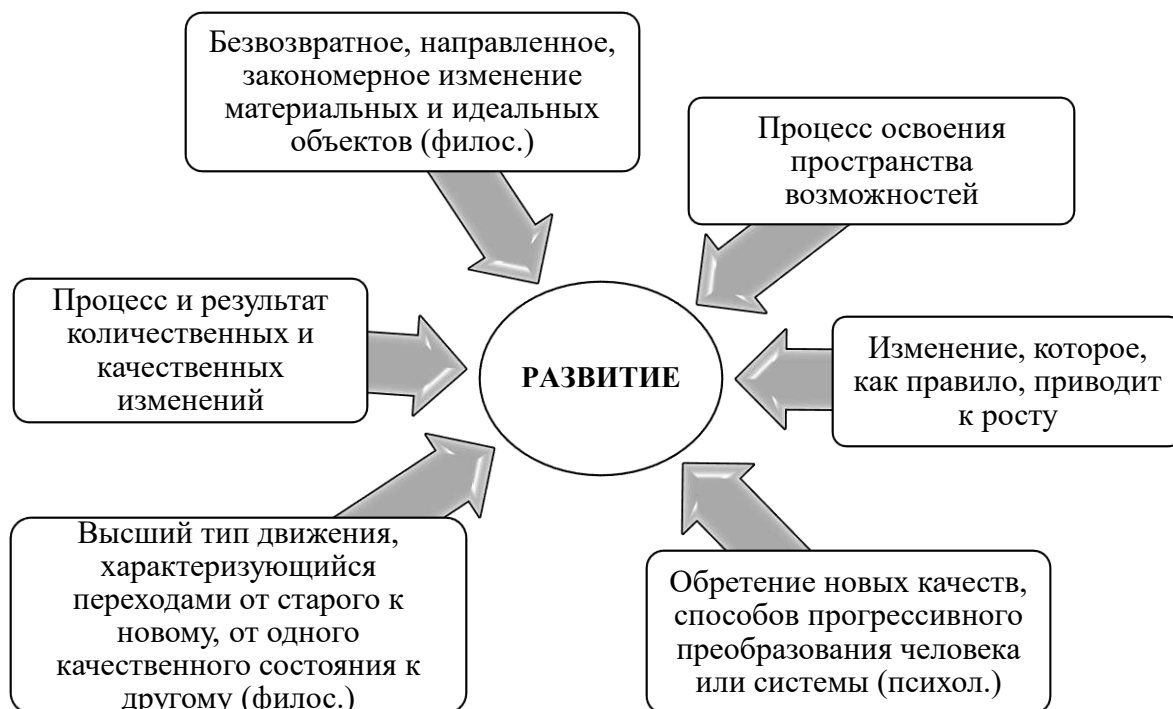 Безвозвратное, направленное,
закономерное изменение
материальных и идеальных
объектов (филос.)
Процесс освоения
пространства
возможностей
Процесс и результат
количественных и
качественных
изменений
РАЗВИТИЕ
Изменение, которое,
как правило, приводит
к росту
Высший тип движения,
характеризующийся
переходами от старого к
новому, от одного
качественного состояния к
другому (филос.)
Обретение новых качеств,
способов прогрессивного
преобразования человека
или системы (психол.)